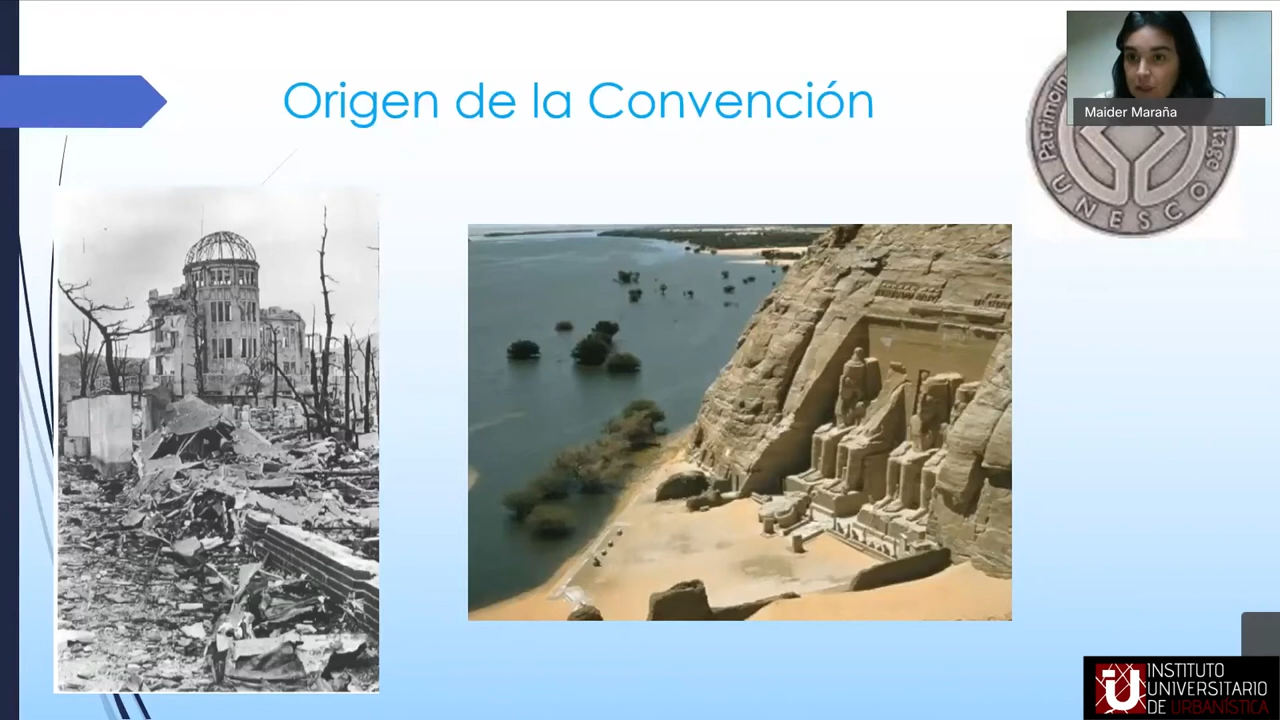 Origen de la Convención
Maider Maraña
UNESCO
INSTITUTO
UNIVERSITARIO
DE URBANÍSTICA